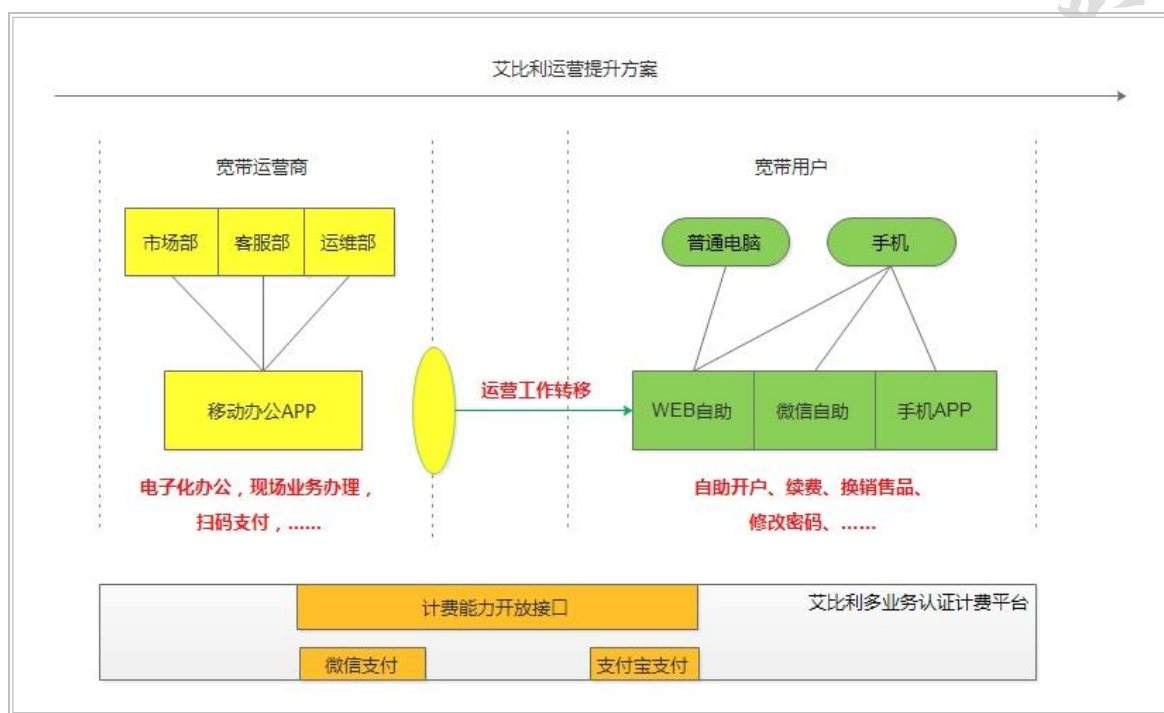 艾比利运营提升方案
宽带运营商
宽带用户
市场部
客服部
运维部
普通电脑
手机
移动办公APP
运营工作转移
WEB自助
微信自助
手机APP
电子化办公，现场业务办理，
扫码支付，……
自助开户、续费、换销售品、
修改密码、……
计费能力开放接口
艾比利多业务认证计费平台
微信支付
支付宝支付